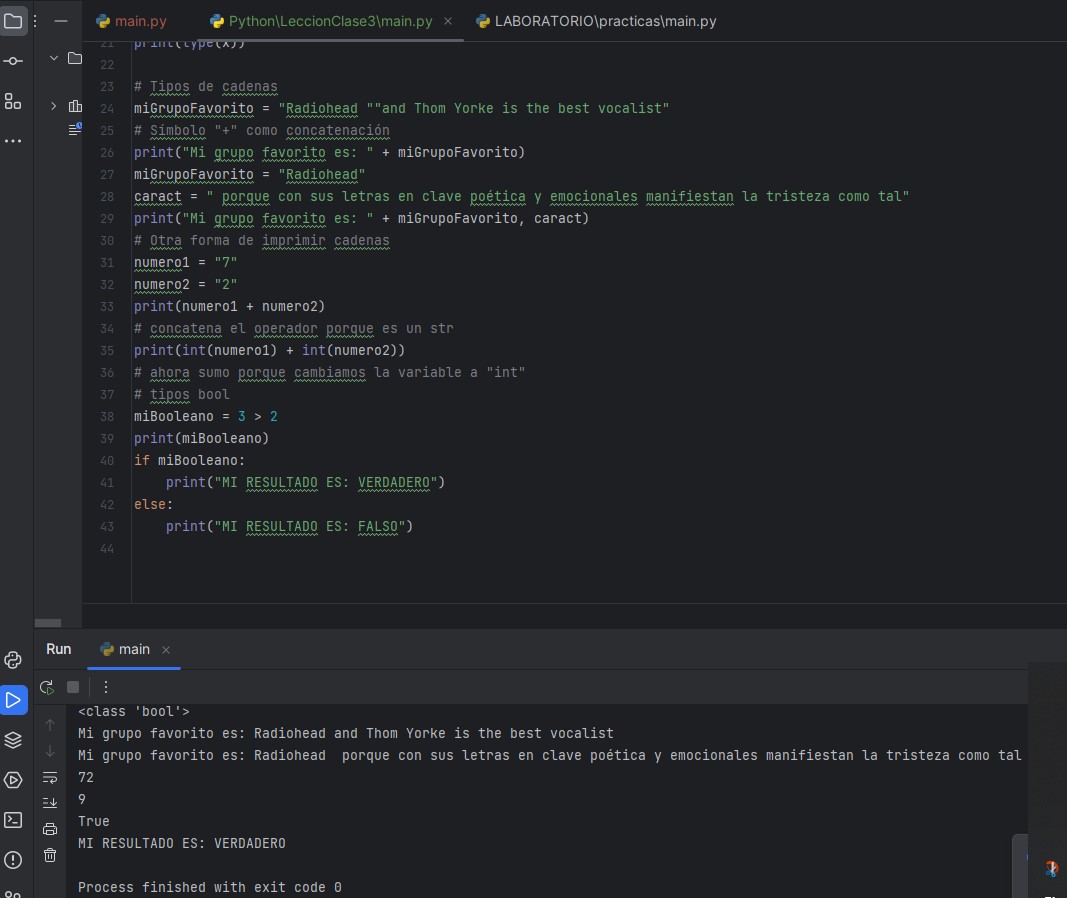 main.py Python\LeccionClase3\main.py LABORATORIO\practicas\main.py
21 print(type(x))
22
23 # Tipos de cadenas
24 miGrupoFavorito = "Radiohead ""and Thom Yorke is the best vocalist"
25 # Símbolo "+" como concatenación
26 print("Mi grupo favorito es: " + miGrupoFavorito)
27 miGrupoFavorito = "Radiohead"
28 caract = " porque con sus letras en clave poética y emocionales manifiestan la tristeza como tal"
29 print("Mi grupo favorito es: " + miGrupoFavorito, caract)
30 # Otra forma de imprimir cadenas
31 numero1 = "7"
32 numero2 = "2"
33 print(numero1 + numero2)
34 # concatena el operador porque es un str
35 print(int(numero1) + int(numero2))
36 # ahora sumo porque cambiamos la variable a "int"
37 # tipos bool
38 miBooleano = 3 > 2
39 print(miBooleano)
40 if miBooleano:
41     print("MI RESULTADO ES: VERDADERO")
42 else:
43     print("MI RESULTADO ES: FALSO")
44
Run main
<class 'bool'>
Mi grupo favorito es: Radiohead and Thom Yorke is the best vocalist
Mi grupo favorito es: Radiohead  porque con sus letras en clave poética y emocionales manifiestan la tristeza como tal
72
9
True
MI RESULTADO ES: VERDADERO
Process finished with exit code 0